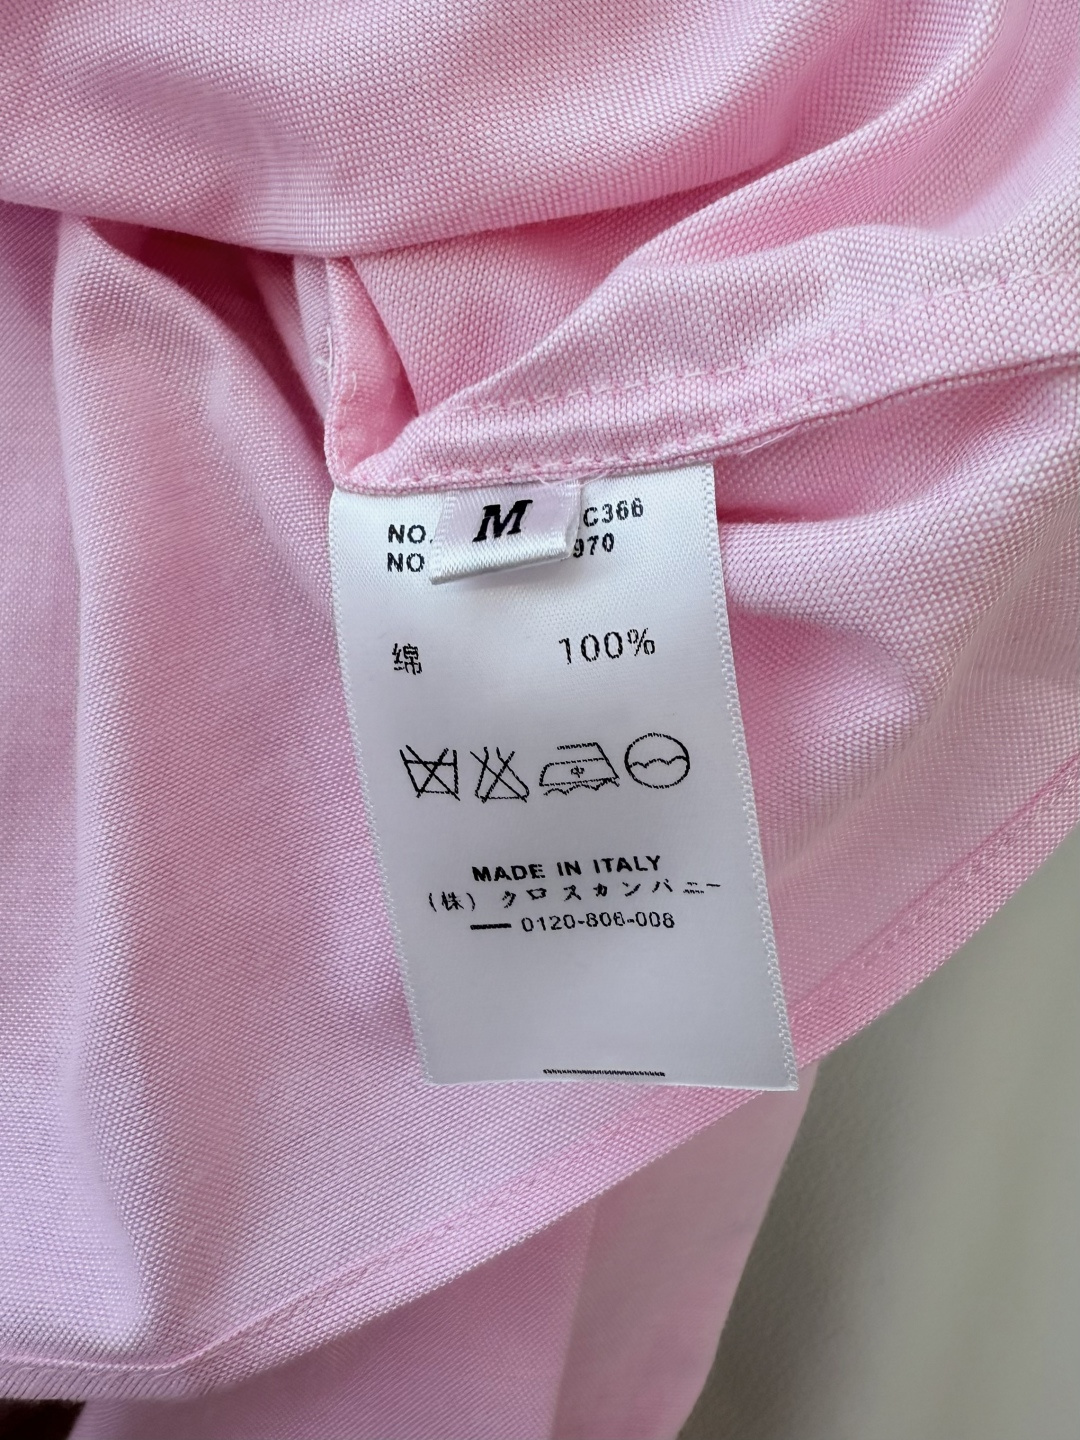 M
NO. C366
NO 970
绵 100%
中
MADE IN ITALY
(株) クロスカンパニー
0120-806-008